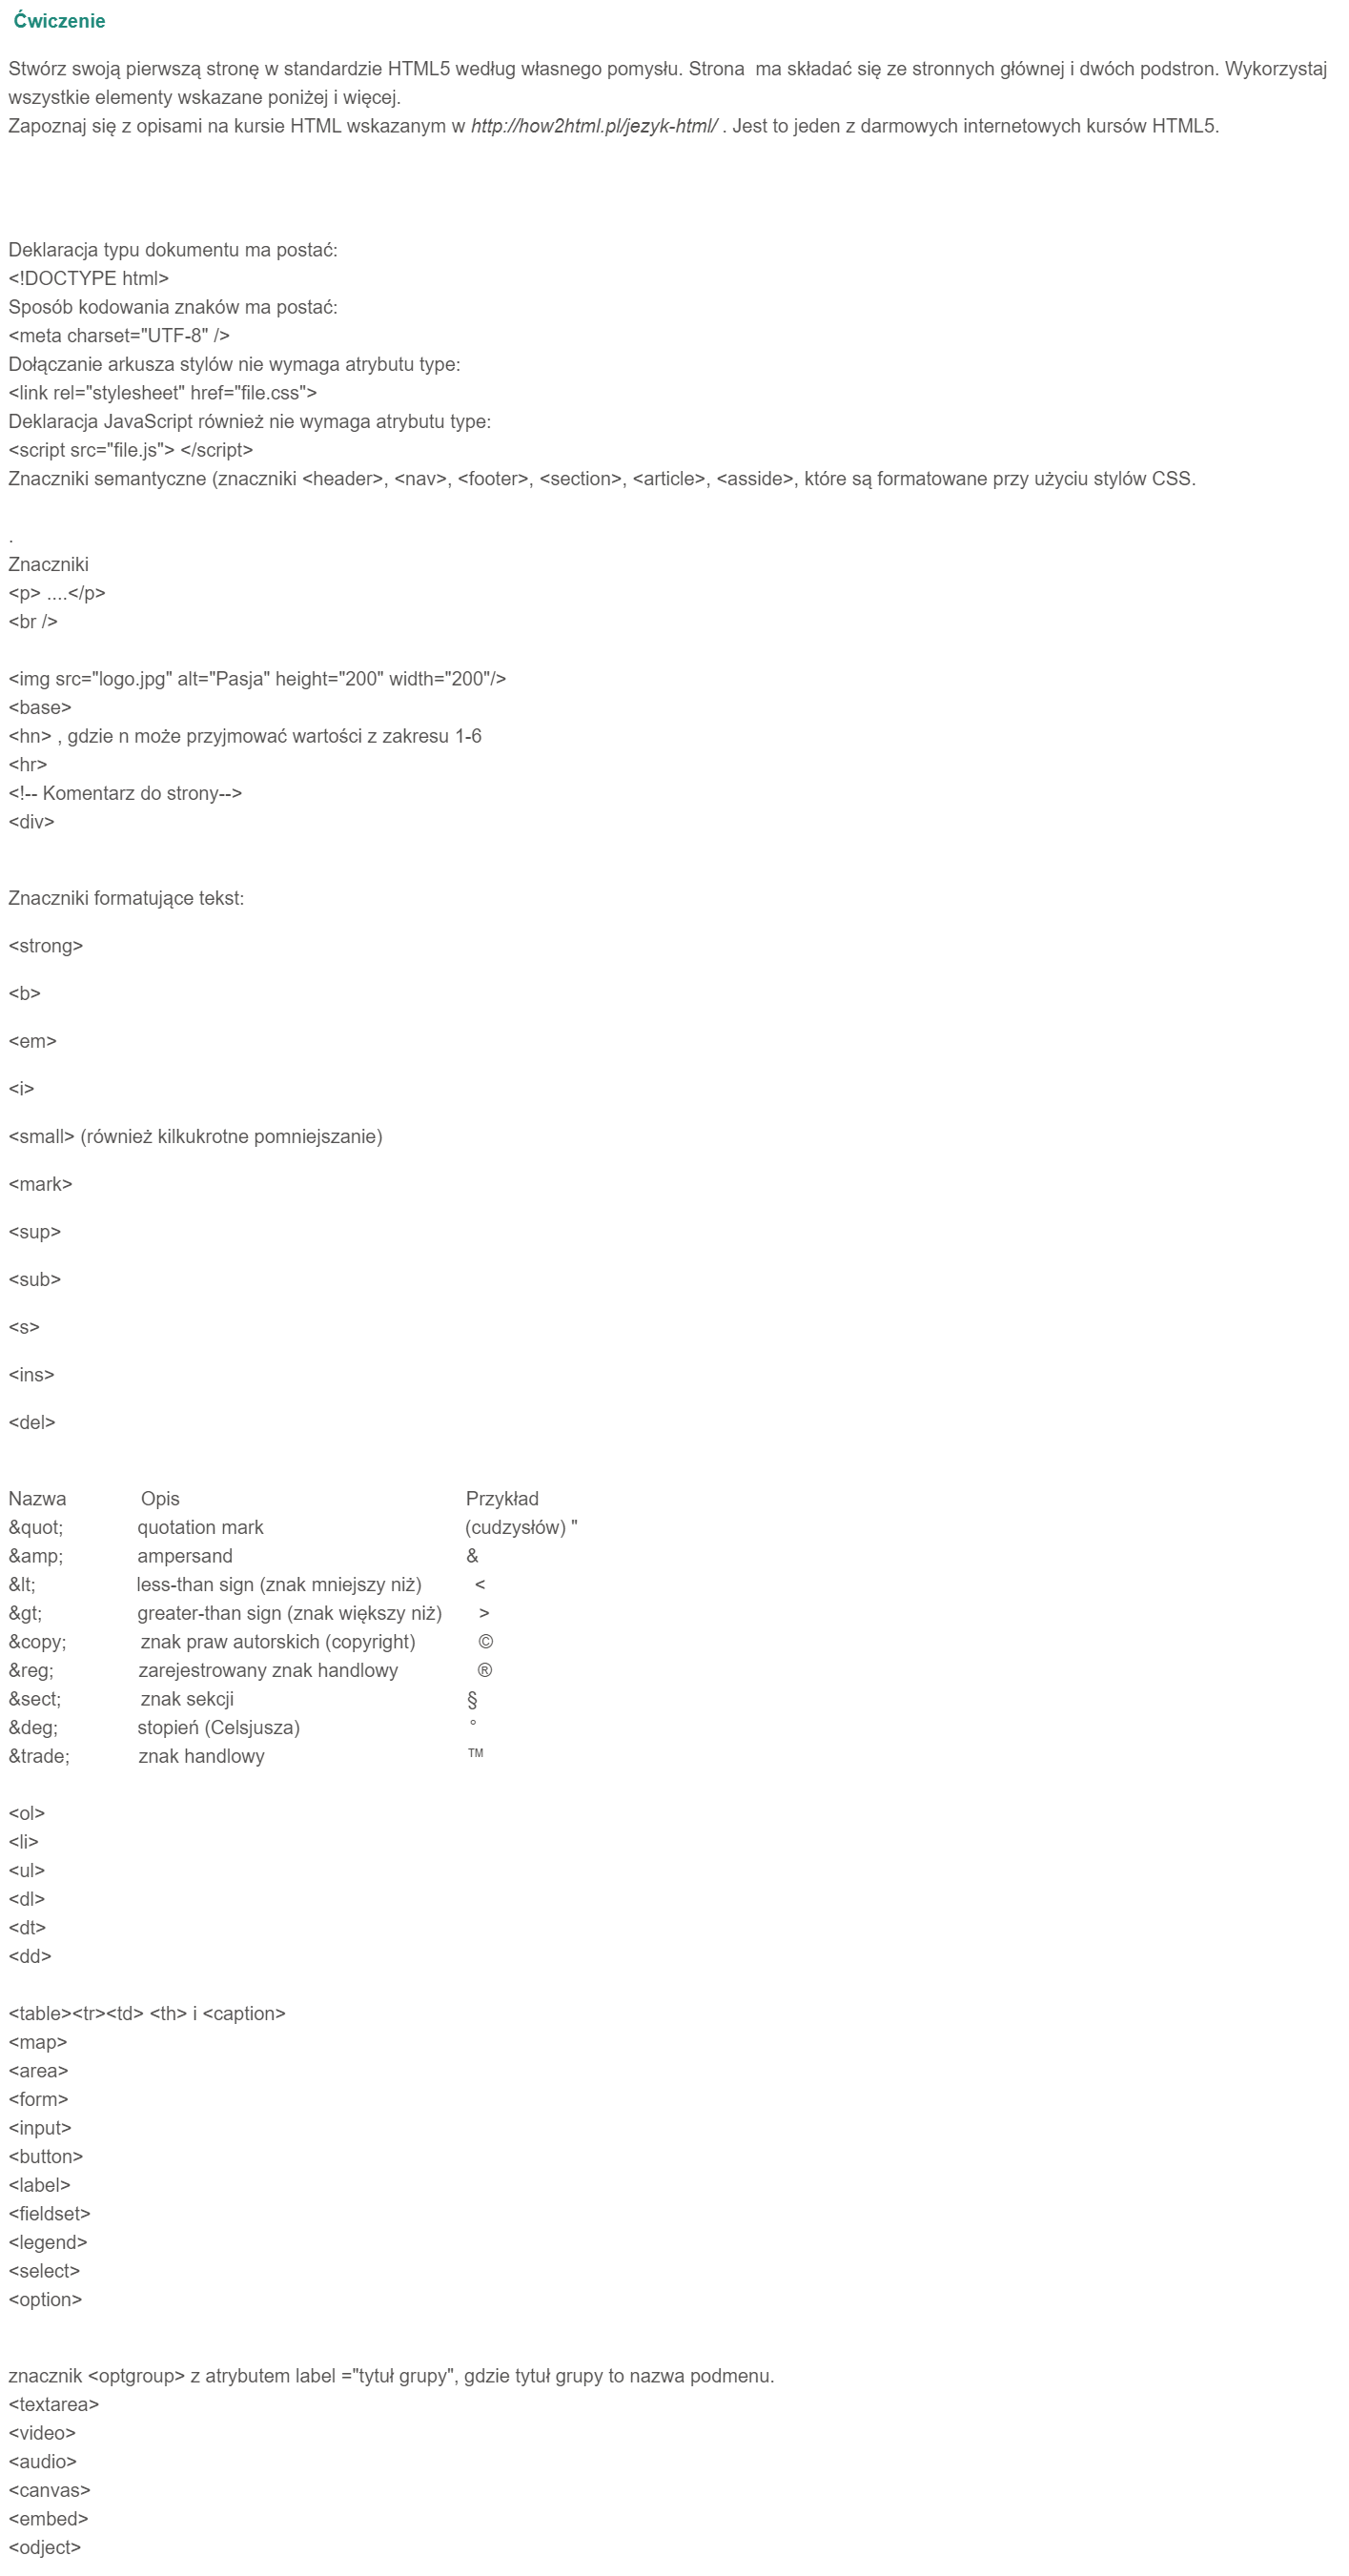 Ćwiczenie
Stwórz swoją pierwszą stronę w standardzie HTML5 według własnego pomysłu. Strona  ma składać się ze stronnych głównej i dwóch podstron. Wykorzystaj
wszystkie elementy wskazane poniżej i więcej.
Zapoznaj się z opisami na kursie HTML wskazanym w http://how2html.pl/jezyk-html/ . Jest to jeden z darmowych internetowych kursów HTML5.
Deklaracja typu dokumentu ma postać:
<!DOCTYPE html>
Sposób kodowania znaków ma postać:
<meta charset="UTF-8" />
Dołączanie arkusza stylów nie wymaga atrybutu type:
<link rel="stylesheet" href="file.css">
Deklaracja JavaScript również nie wymaga atrybutu type:
<script src="file.js"> </script>
Znaczniki semantyczne (znaczniki <header>, <nav>, <footer>, <section>, <article>, <asside>, które są formatowane przy użyciu stylów CSS.
.
Znaczniki
<p> ....</p>
<br />
<img src="logo.jpg" alt="Pasja" height="200" width="200"/>
<base>
<hn> , gdzie n może przyjmować wartości z zakresu 1-6
<hr>
<!-- Komentarz do strony-->
<div>
Znaczniki formatujące tekst:
<strong>
<b>
<em>
<i>
<small> (również kilkukrotne pomniejszanie)
<mark>
<sup>
<sub>
<s>
<ins>
<del>
Nazwa Opis Przykład
&quot; quotation mark (cudzysłów) "
&amp; ampersand &
&lt; less-than sign (znak mniejszy niż) <
&gt; greater-than sign (znak większy niż) >
&copy; znak praw autorskich (copyright) ©
&reg; zarejestrowany znak handlowy ®
&sect; znak sekcji §
&deg; stopień (Celsjusza) °
&trade; znak handlowy ™
<ol>
<li>
<ul>
<dl>
<dt>
<dd>
<table><tr><td> <th> i <caption>
<map>
<area>
<form>
<input>
<button>
<label>
<fieldset>
<legend>
<select>
<option>
znacznik <optgroup> z atrybutem label ="tytuł grupy", gdzie tytuł grupy to nazwa podmenu.
<textarea>
<video>
<audio>
<canvas>
<embed>
<odject>